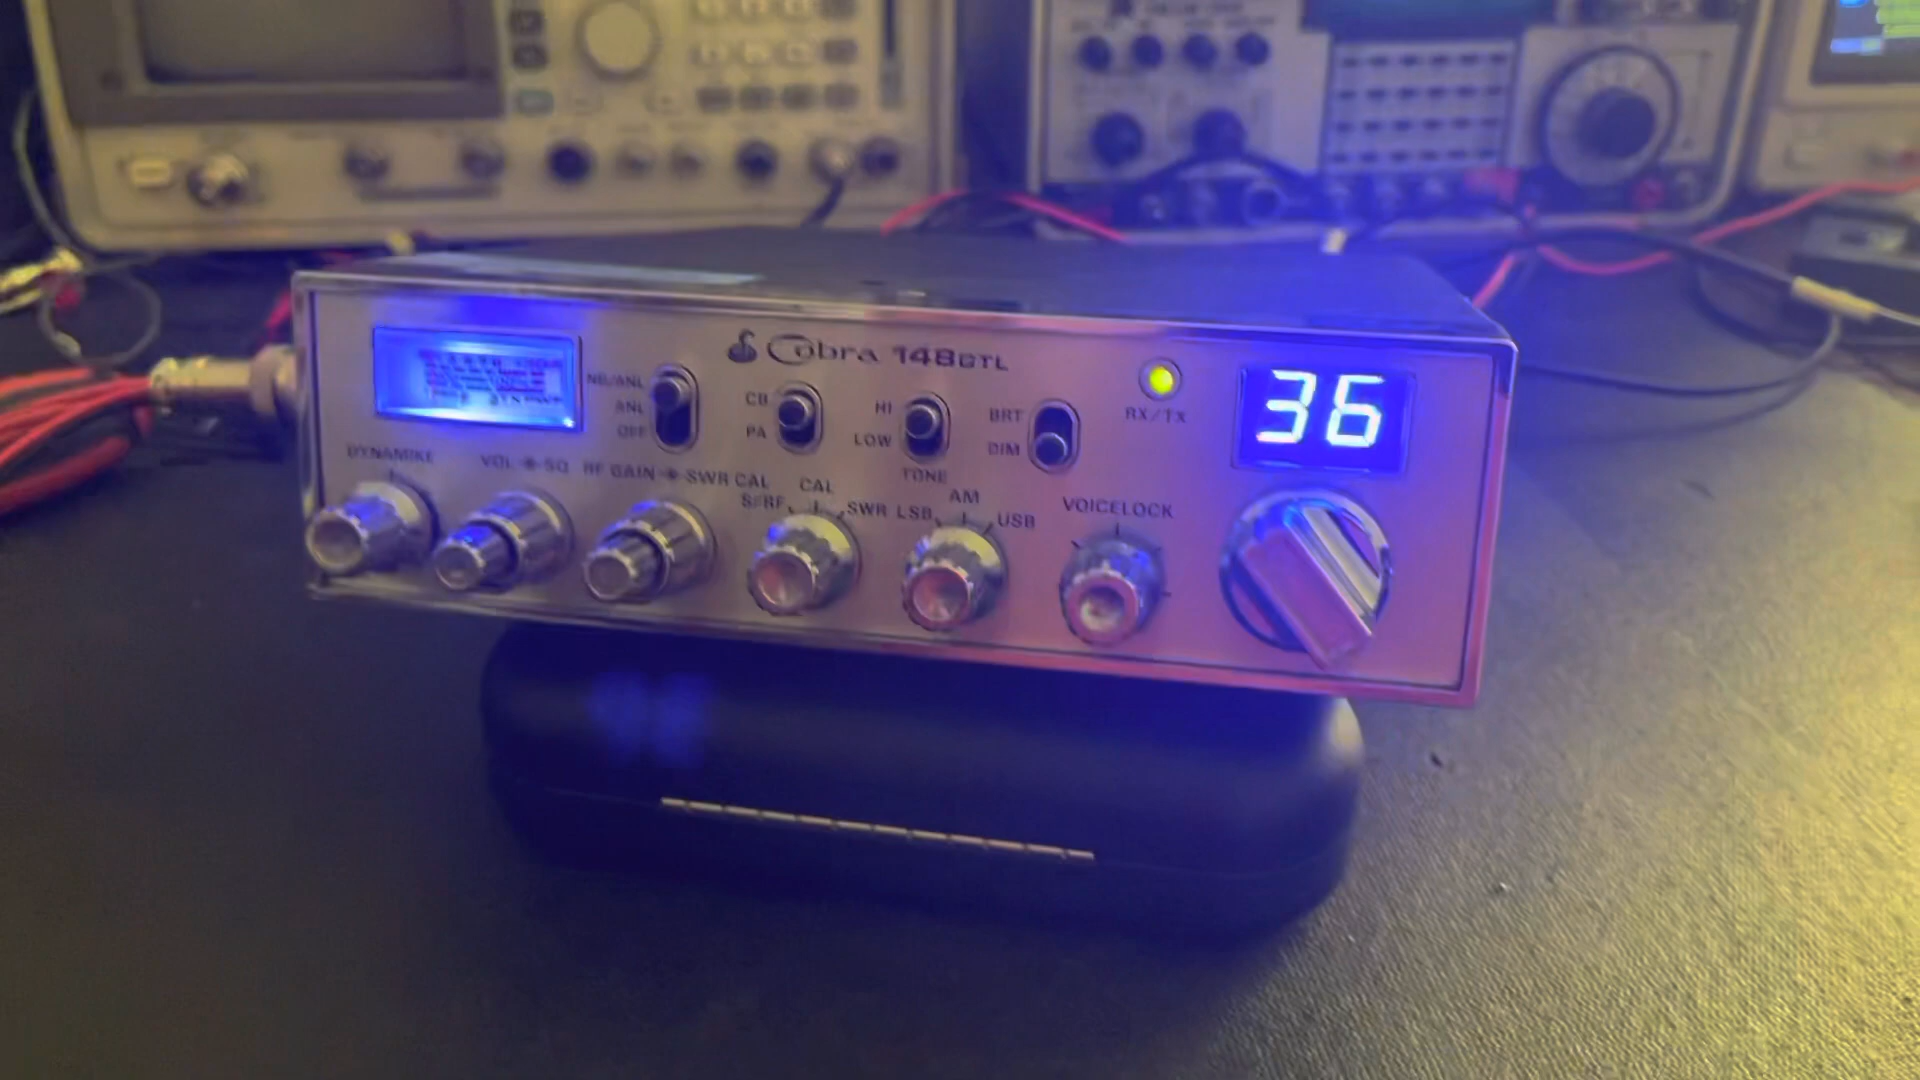 Cobra 148GTL
36
NB/ANL
ANL
OFF
CB
PA
HI
LOW
TONE
BRT
DIM
RX/TX
DYNAMIKE
VOL SQ
RF GAIN SWR CAL
S/RF CAL SWR
LSB AM USB
VOICELOCK